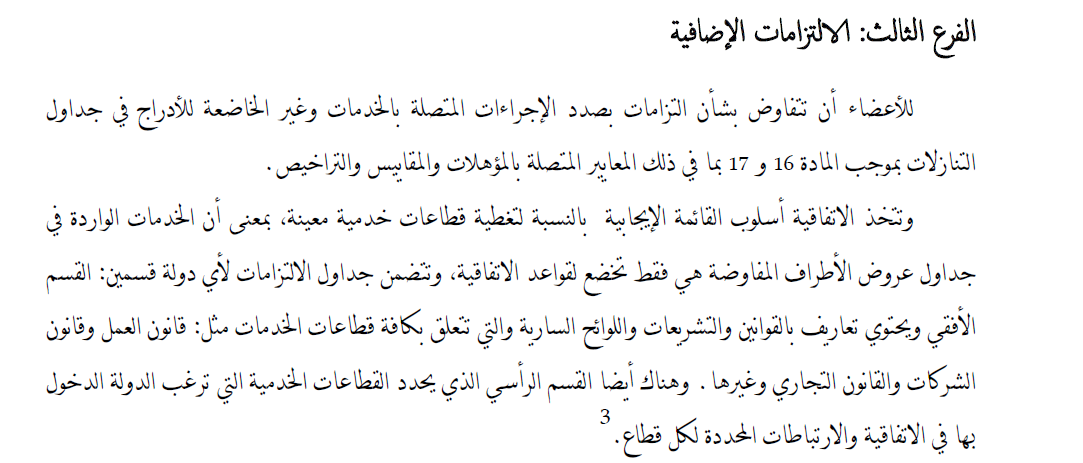 الفرع الثالث: الالتزامات الإضافية
للأعضاء أن تتفاوض بشأن التزامات بصدد الإجراءات المتصلة بالخدمات وغير الخاضعة للأدراج في جداول
التنازلات بموجب المادة 16 و 17 بما في ذلك المعايير المتصلة بالمؤهلات والمقاييس والتراخيص.
وتتخذ الاتفاقية أسلوب القائمة الإيجابية بالنسبة لتغطية قطاعات خدمية معينة، بمعنى أن الخدمات الواردة في
جداول عروض الأطراف المفاوضة هي فقط تخضع لقواعد الاتفاقية، وتتضمن جداول الالتزامات لأي دولة قسمين: القسم
الأفقي ويحتوي تعاريف بالقوانين والتشريعات واللوائح السارية والتي تتعلق بكافة قطاعات الخدمات مثل: قانون العمل وقانون
الشركات والقانون التجاري وغيرها . وهناك أيضا القسم الرأسي الذي يحدد القطاعات الخدمية التي ترغب الدولة الدخول
بها في الاتفاقية والارتباطات المحددة لكل قطاع.3